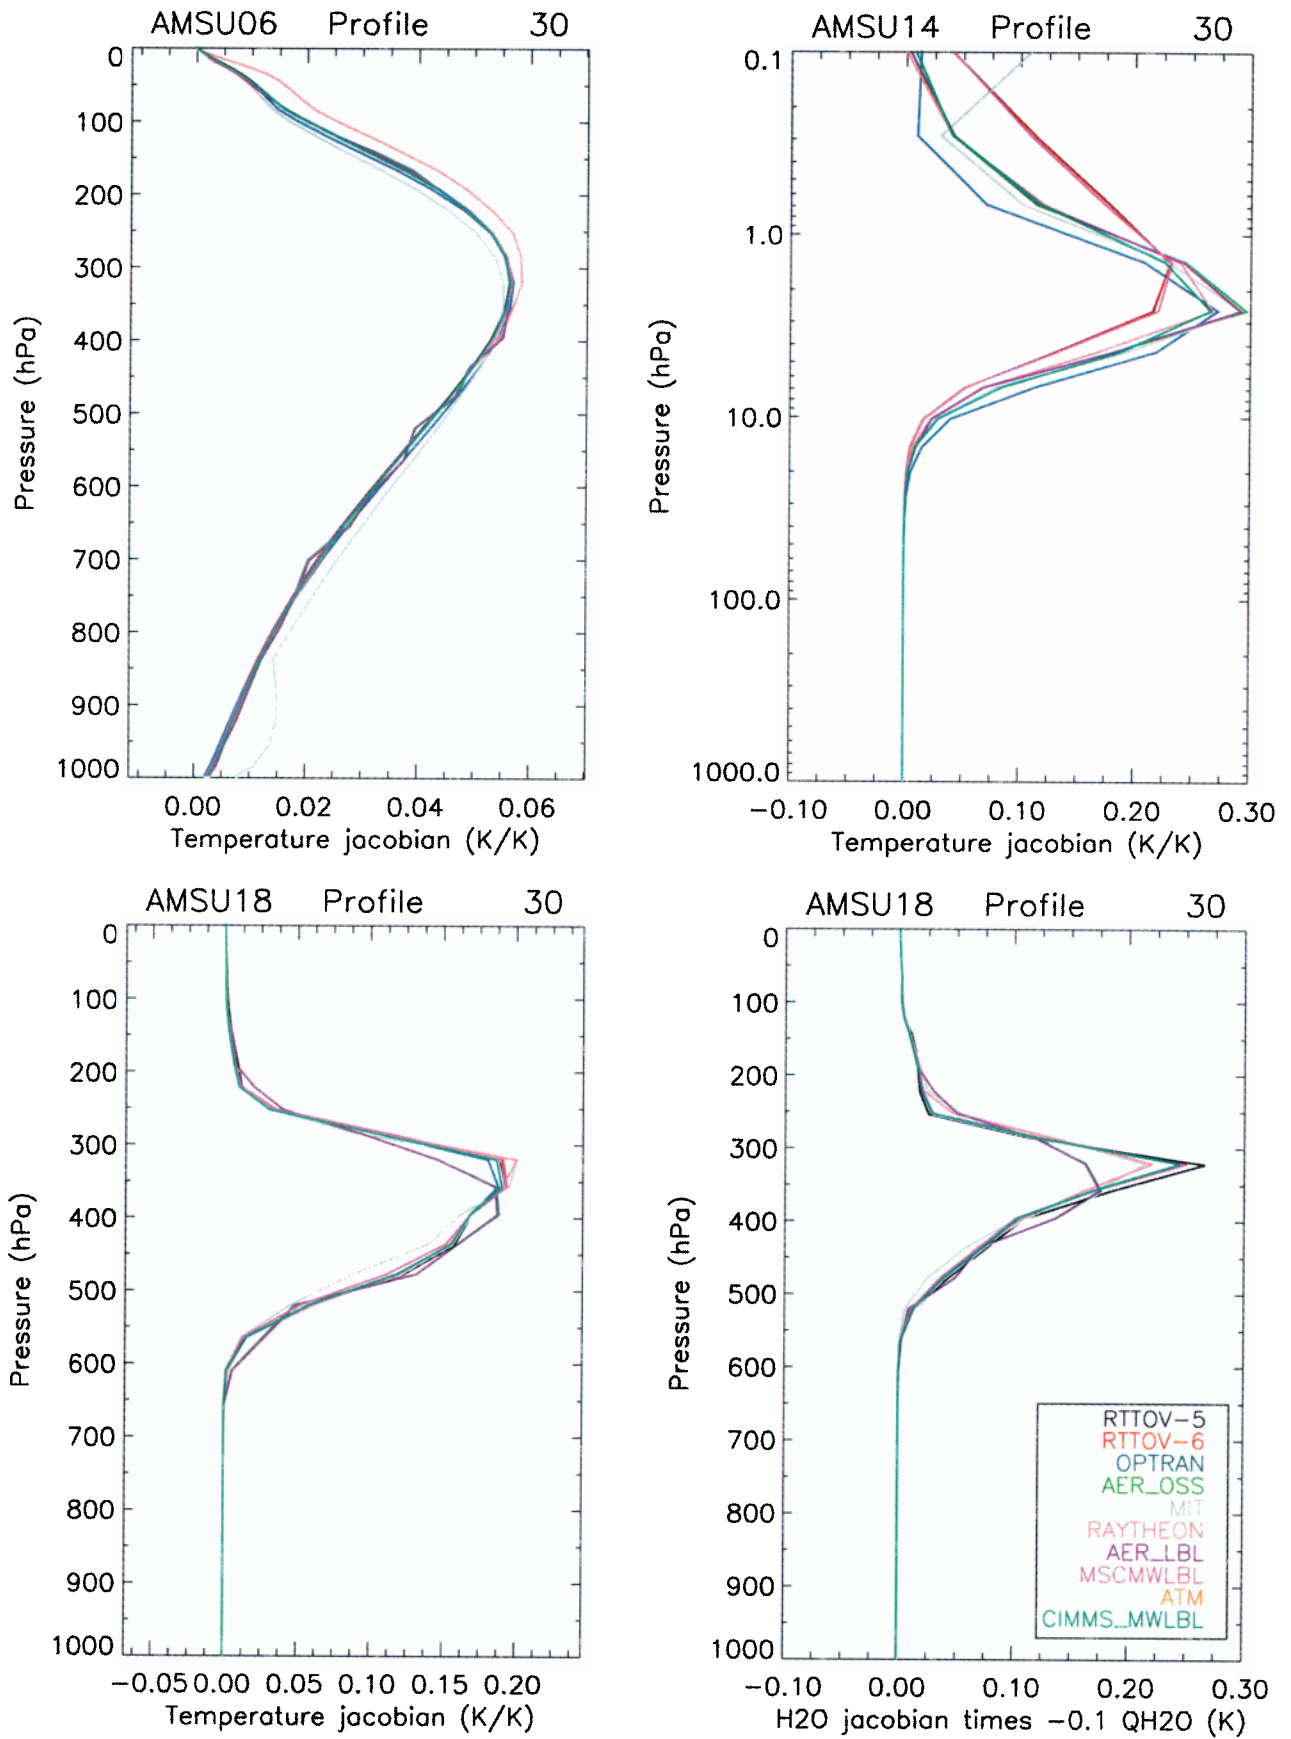 AMSU06 Profile 30
0
100
200
300
400
500
600
700
800
900
1000
Pressure (hPa)
0.00 0.02 0.04 0.06
Temperature jacobian (K/K)
AMSU14 Profile 30
0.1
1.0
10.0
100.0
1000.0
Pressure (hPa)
-0.10 0.00 0.10 0.20 0.30
Temperature jacobian (K/K)
AMSU18 Profile 30
0
100
200
300
400
500
600
700
800
900
1000
Pressure (hPa)
-0.05 0.00 0.05 0.10 0.15 0.20
Temperature jacobian (K/K)
AMSU18 Profile 30
0
100
200
300
400
500
600
700
800
900
1000
Pressure (hPa)
RTTOV-5
RTTOV-6
OPTRAN
AER_OSS
MIT
RAYTHEON
AER_LBL
MSCMWLBL
ATM
CIMMS_MWLBL
-0.10 0.00 0.10 0.20 0.30
H2O jacobian times -0.1 QH2O (K)